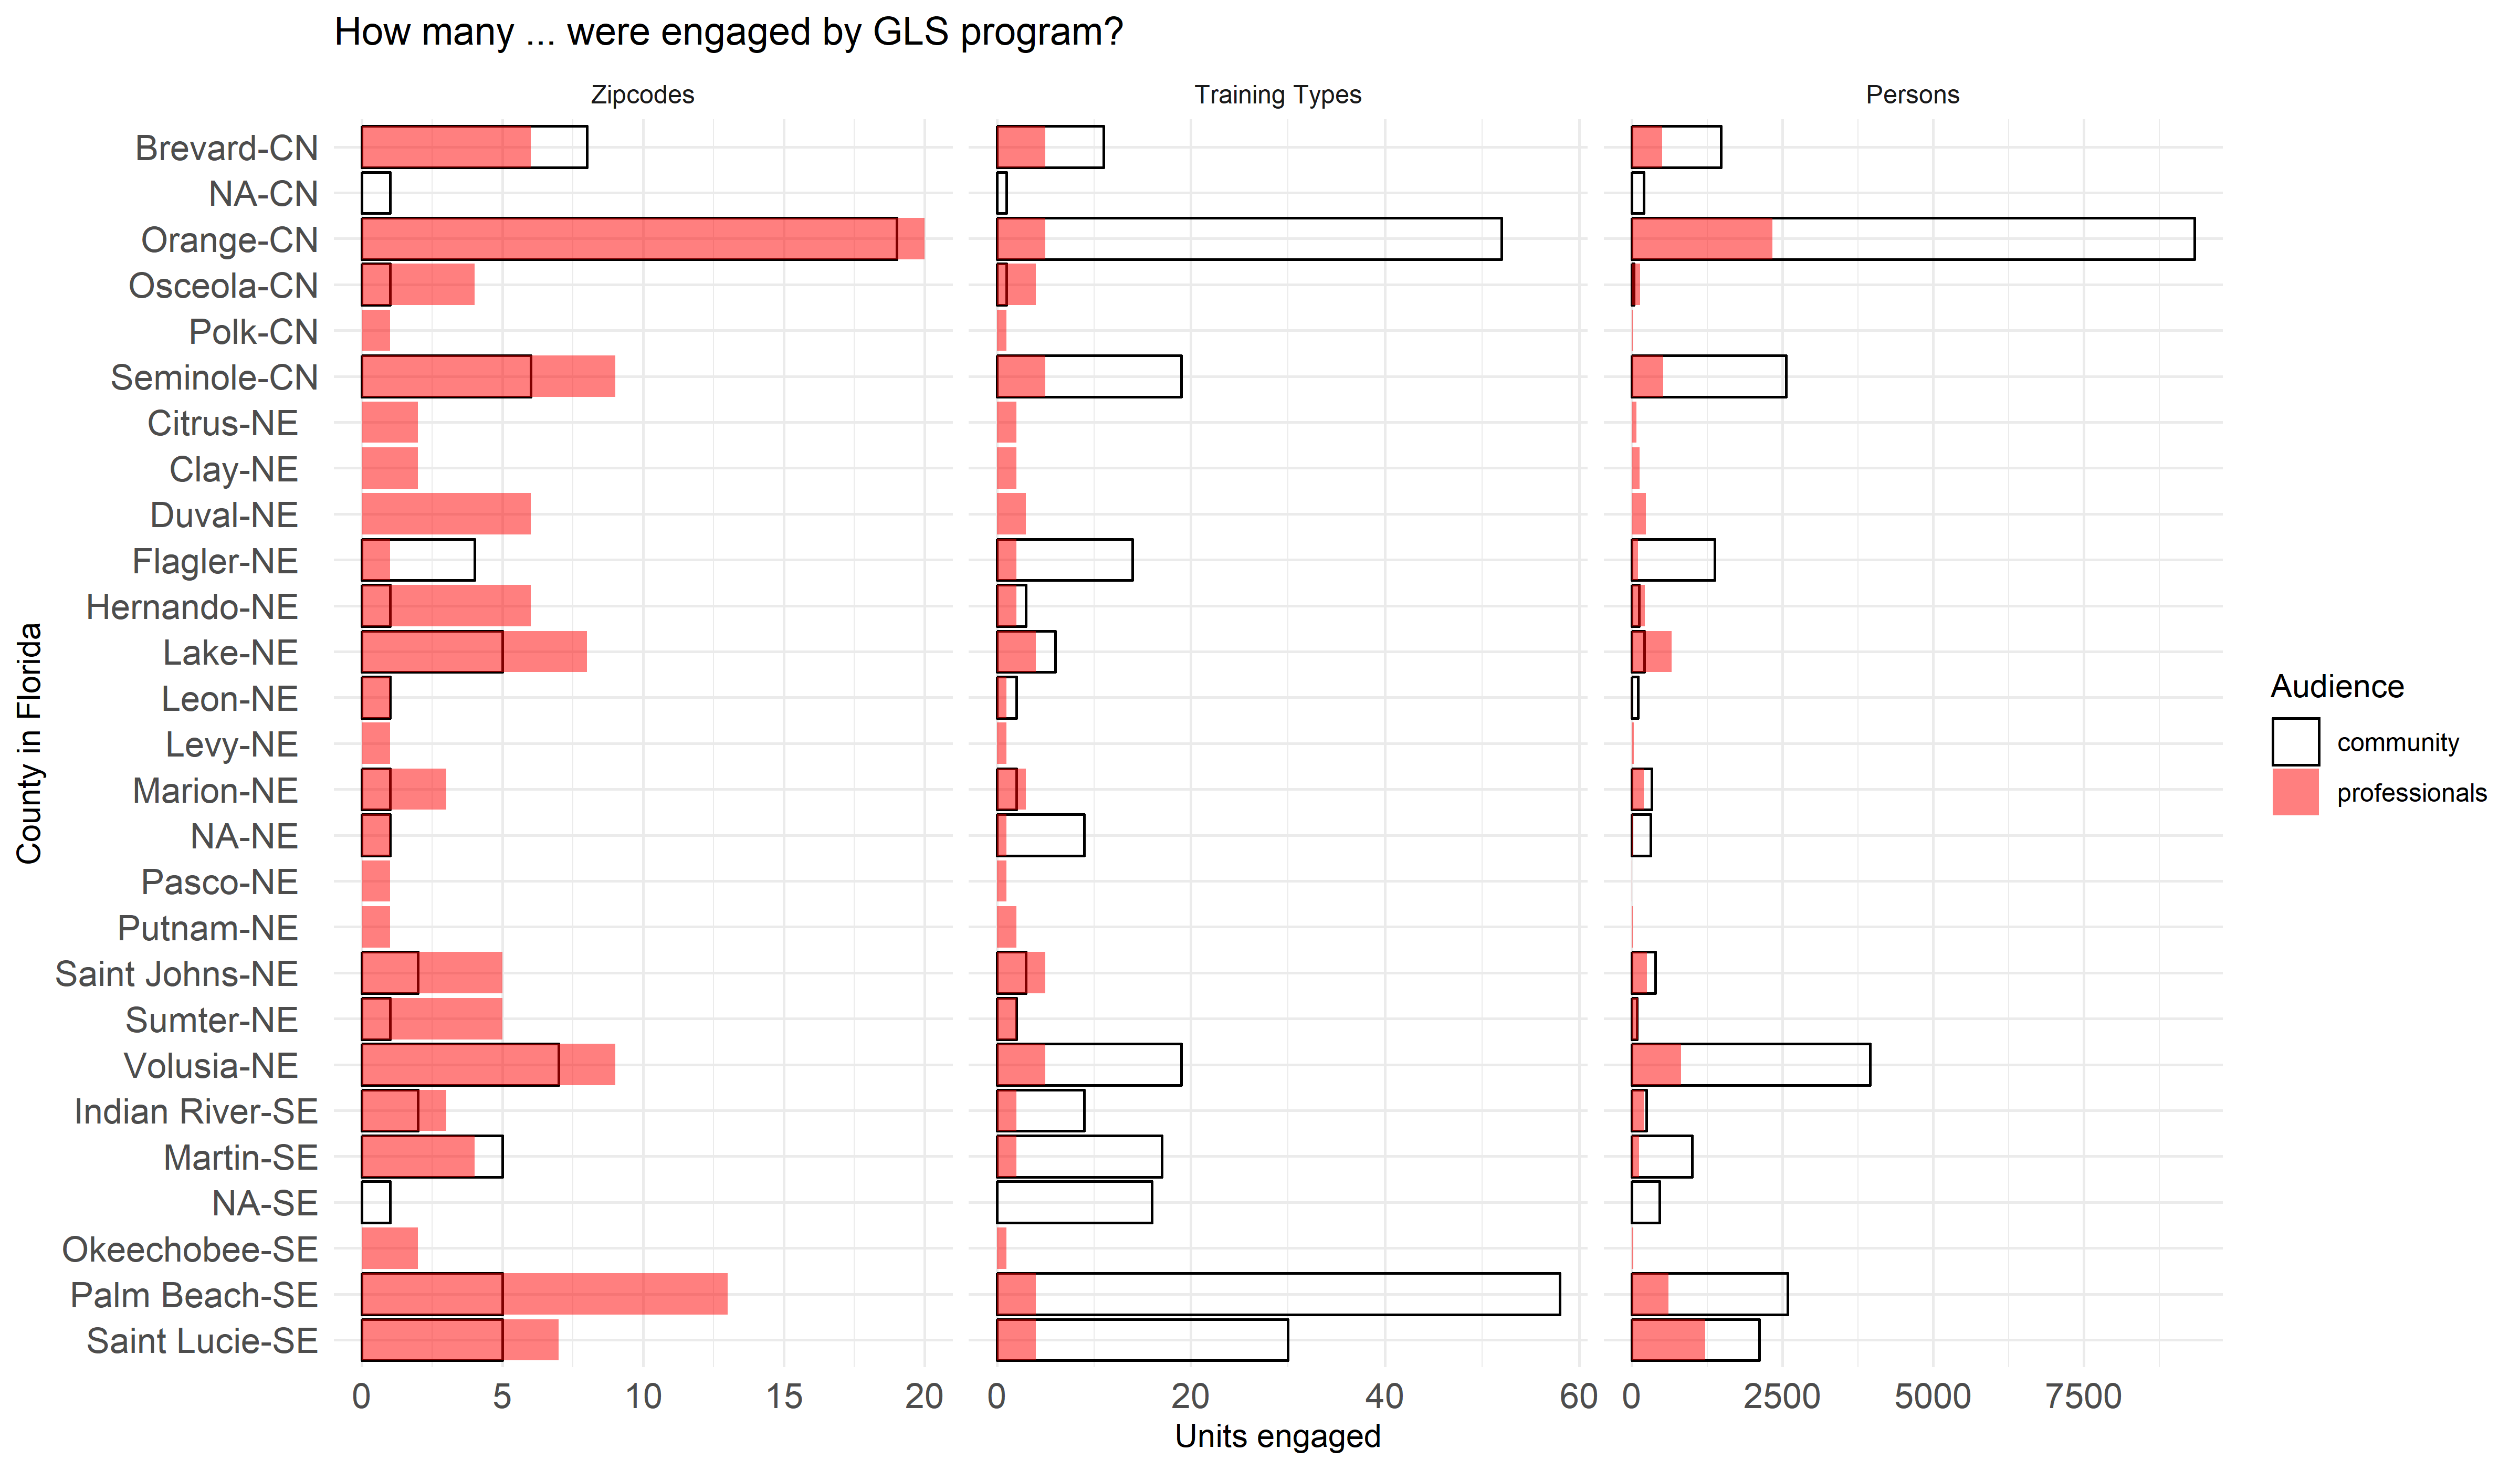 How many ... were engaged by GLS program?
Zipcodes
Training Types
Persons
County in Florida
Brevard-CN
NA-CN
Orange-CN
Osceola-CN
Polk-CN
Seminole-CN
Citrus-NE
Clay-NE
Duval-NE
Flagler-NE
Hernando-NE
Lake-NE
Leon-NE
Levy-NE
Marion-NE
NA-NE
Pasco-NE
Putnam-NE
Saint Johns-NE
Sumter-NE
Volusia-NE
Indian River-SE
Martin-SE
NA-SE
Okeechobee-SE
Palm Beach-SE
Saint Lucie-SE
0 5 10 15 20
0 20 40 60
0 2500 5000 7500
Units engaged
Audience
community
professionals